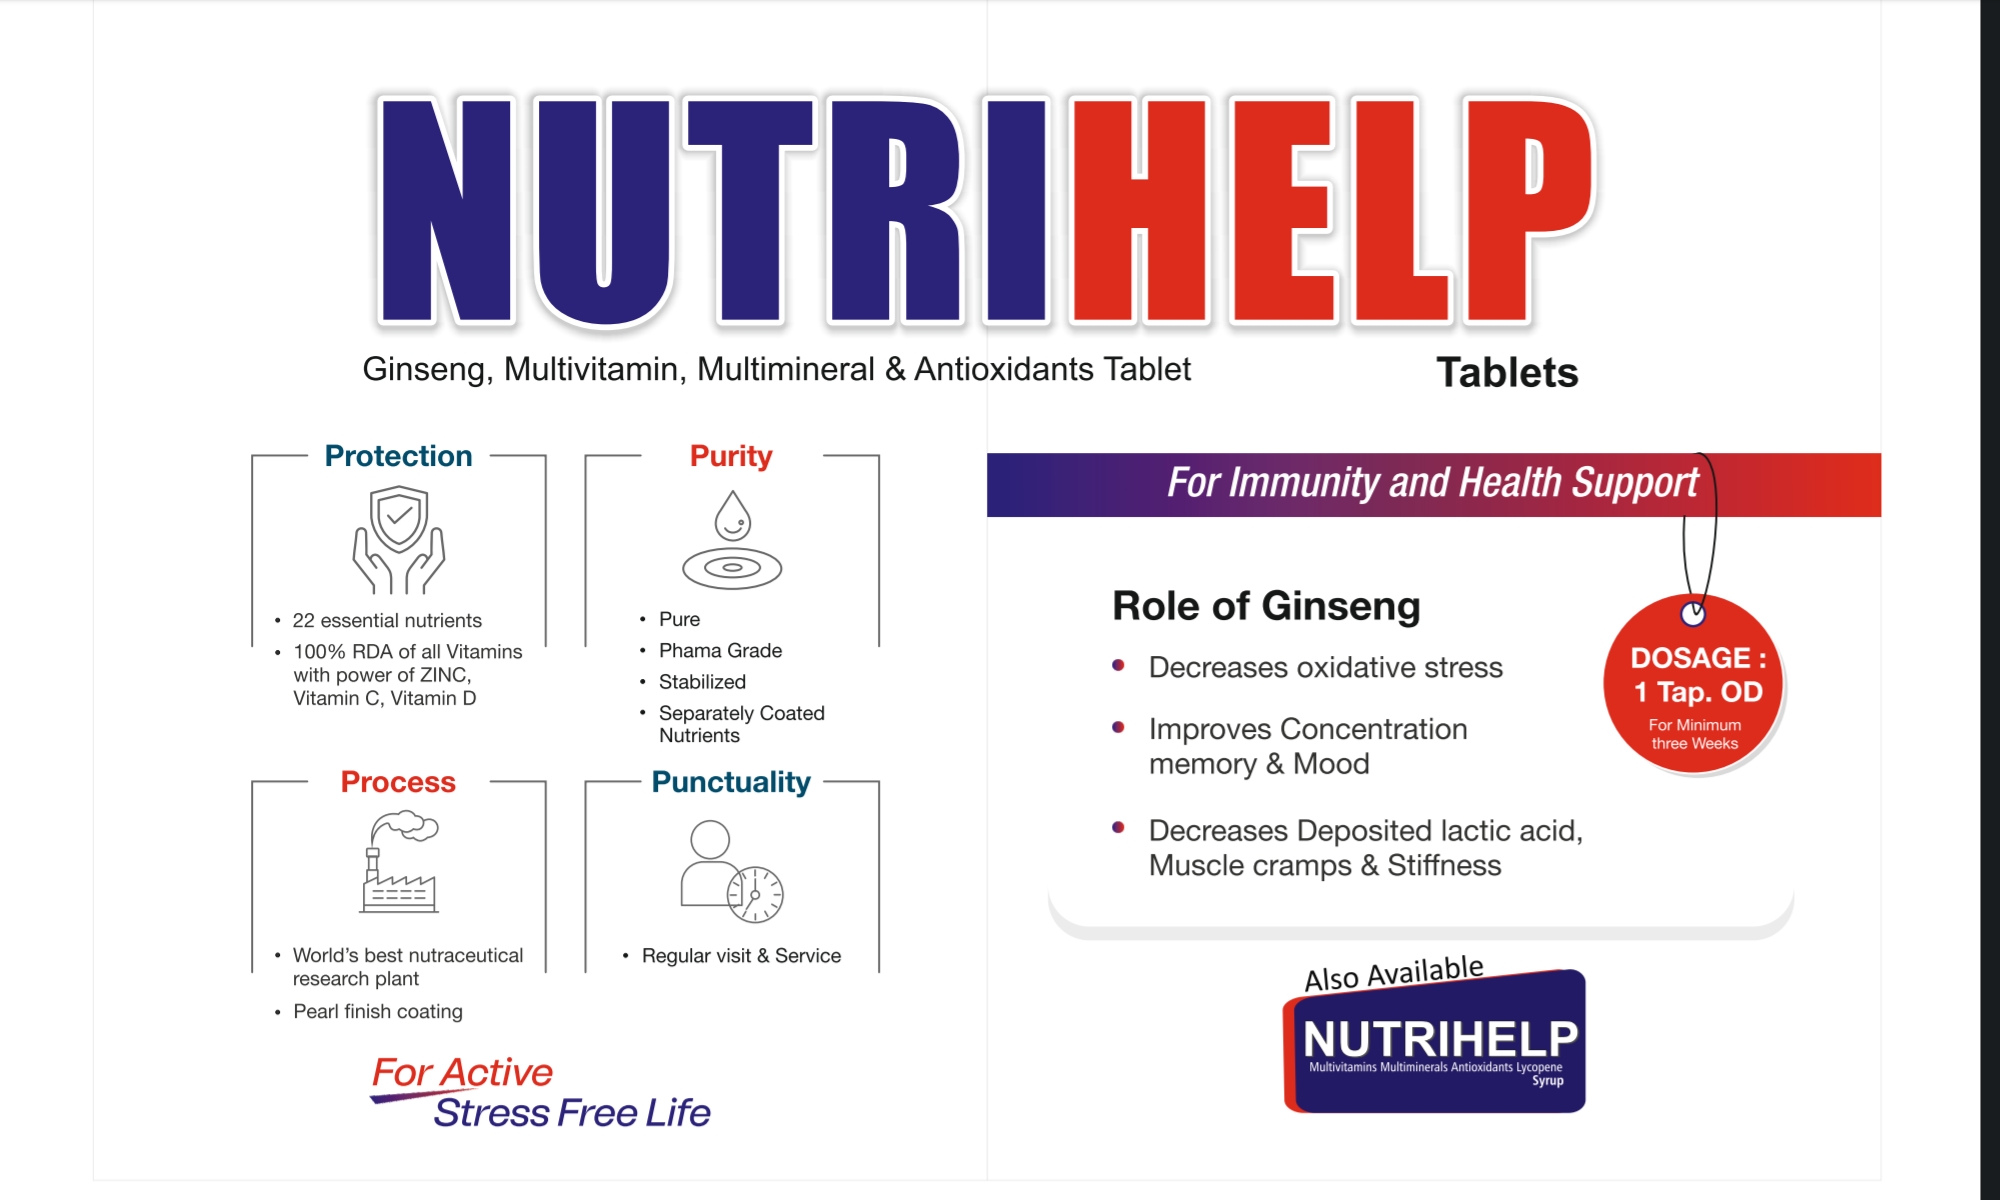 NUTRIHELP
Ginseng, Multivitamin, Multimineral & Antioxidants Tablet
Tablets
Protection
• 22 essential nutrients
• 100% RDA of all Vitamins
with power of ZINC,
Vitamin C, Vitamin D
Purity
• Pure
• Phama Grade
• Stabilized
• Separately Coated
Nutrients
Process
• World's best nutraceutical
research plant
• Pearl finish coating
Punctuality
• Regular visit & Service
For Active
Stress Free Life
For Immunity and Health Support
Role of Ginseng
• Decreases oxidative stress
• Improves Concentration
memory & Mood
• Decreases Deposited lactic acid,
Muscle cramps & Stiffness
DOSAGE :
1 Tap. OD
For Minimum
three Weeks
Also Available
NUTRIHELP
Multivitamins Multiminerals Antioxidants Lycopene
Syrup